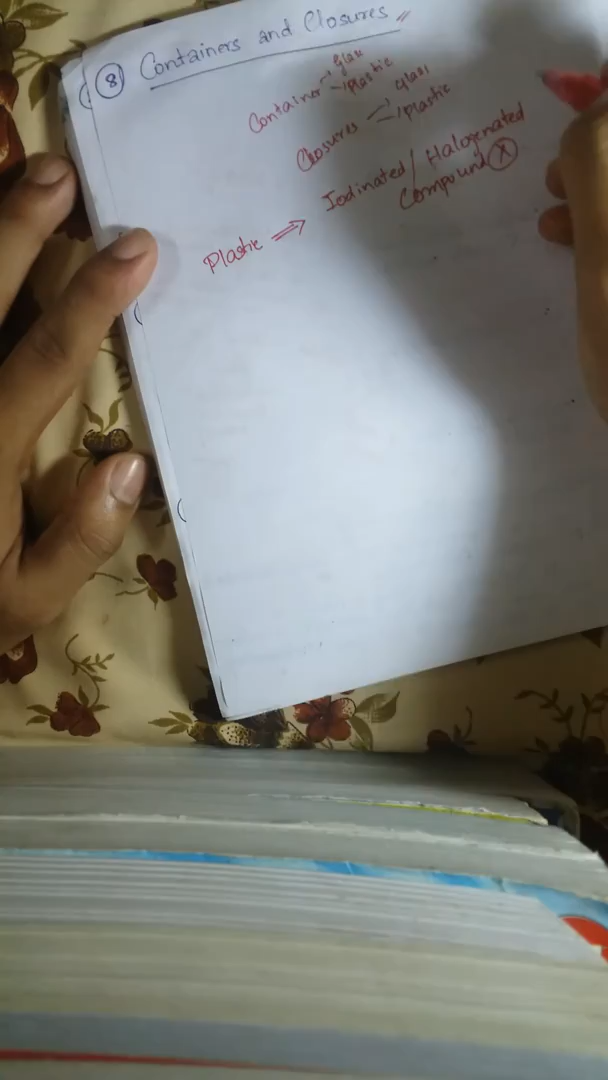 ⑧ Containers and Closures
Container → Glass
→ plastic
Closures → Glass
→ plastic
Plastic ⇒ Iodinated / Halogenated
Compound ⓧ